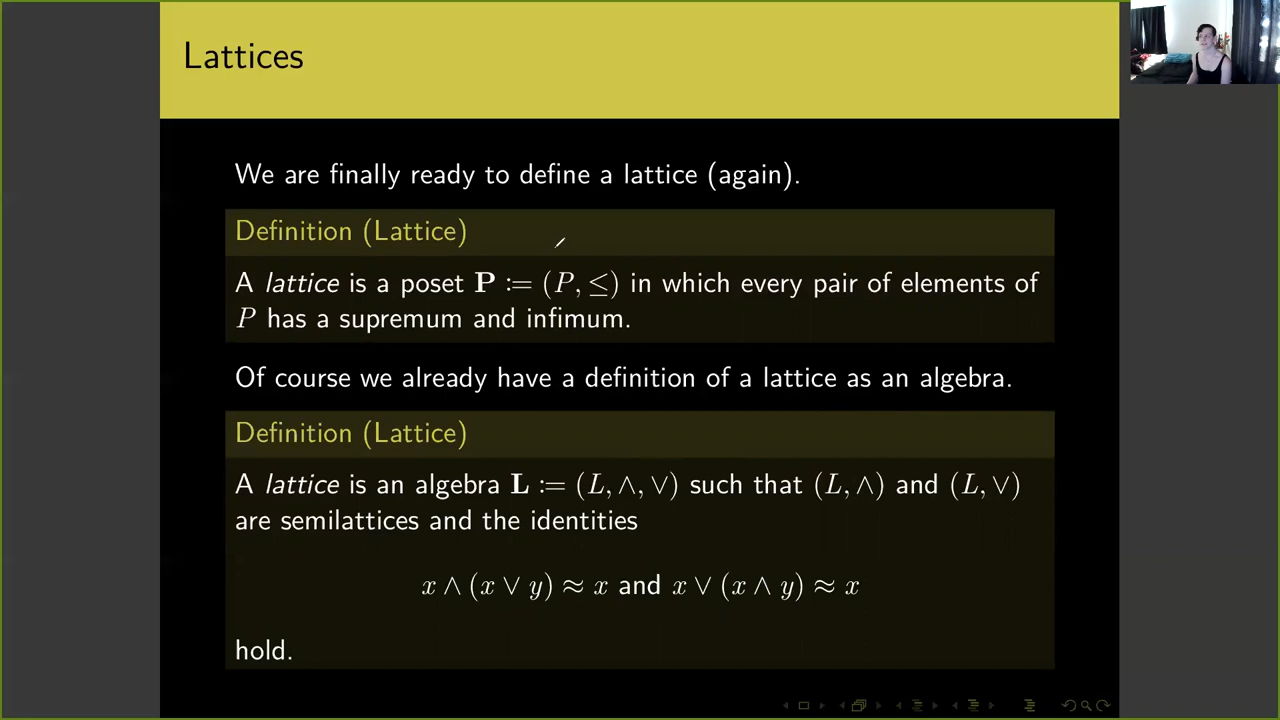 Lattices
We are finally ready to define a lattice (again).
Definition (Lattice)
A lattice is a poset P := (P, ≤) in which every pair of elements of
P has a supremum and infimum.
Of course we already have a definition of a lattice as an algebra.
Definition (Lattice)
A lattice is an algebra L := (L, ∧, ∨) such that (L, ∧) and (L, ∨)
are semilattices and the identities
x ∧ (x ∨ y) ≈ x and x ∨ (x ∧ y) ≈ x
hold.